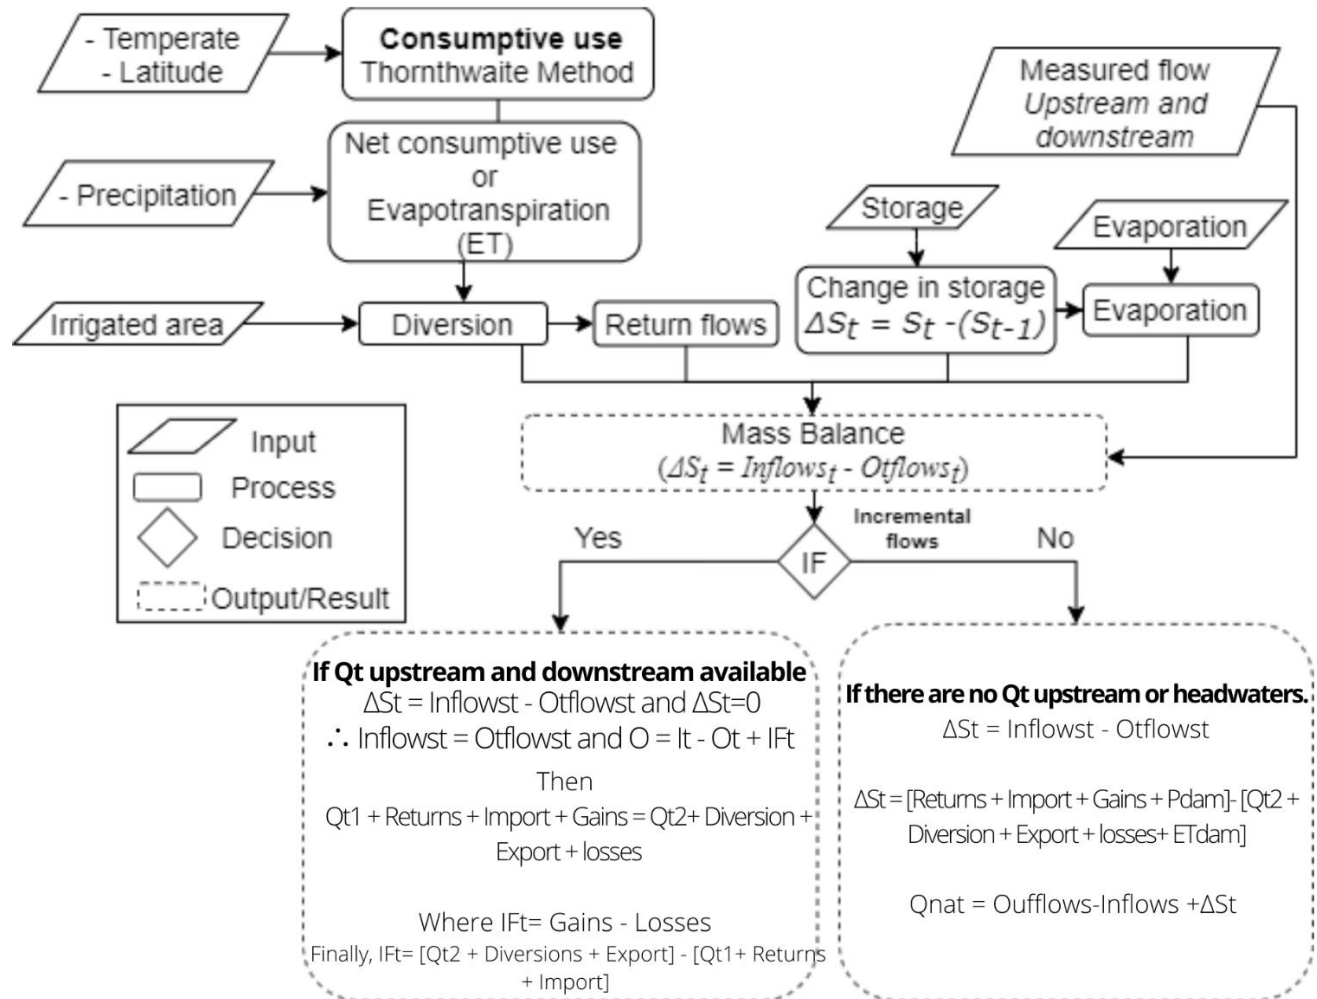 - Temperate
- Latitude
Consumptive use
Thornthwaite Method
Measured flow
Upstream and
downstream
- Precipitation
Net consumptive use
or
Evapotranspiration
(ET)
Storage
Evaporation
Irrigated area
Diversion
Return flows
Change in storage
ΔSt = St -(St-1)
Evaporation
Input
Process
Decision
Output/Result
Mass Balance
(ΔSt = Inflowst - Otflowst)
Yes
IF
Incremental
flows
No
If Qt upstream and downstream available
ΔSt = Inflowst - Otflowst and ΔSt=0
∴ Inflowst = Otflowst and O = It - Ot + IFt
Then
Qt1 + Returns + Import + Gains = Qt2+ Diversion +
Export + losses
Where IFt= Gains - Losses
Finally, IFt= [Qt2 + Diversions + Export] - [Qt1+ Returns
+ Import]
If there are no Qt upstream or headwaters.
ΔSt = Inflowst - Otflowst
ΔSt = [Returns + Import + Gains + Pdam]- [Qt2 +
Diversion + Export + losses+ ETdam]
Qnat = Oufflows-Inflows +ΔSt